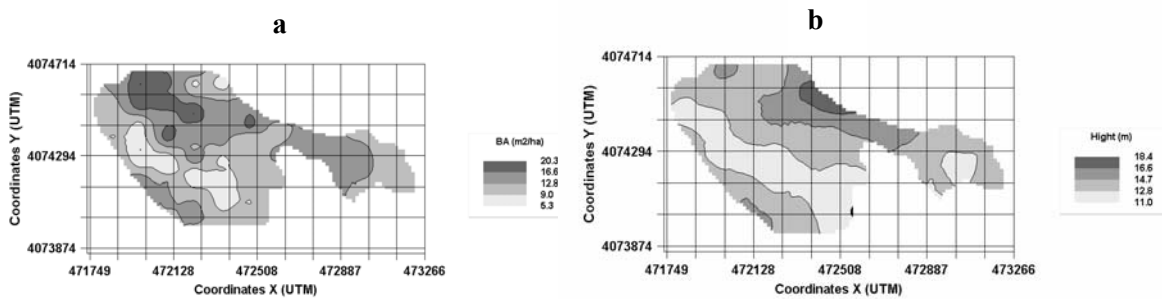 a
4074714
4074294
4073874
Coordinates Y (UTM)
471749 472128 472508 472887 473266
Coordinates X (UTM)
BA (m2/ha)
20.3
16.6
12.8
9.0
5.3
b
4074714
4074294
4073874
Coordinates Y (UTM)
471749 472128 472508 472887 473266
Coordinates X (UTM)
Hight (m)
18.4
16.6
14.7
12.8
11.0